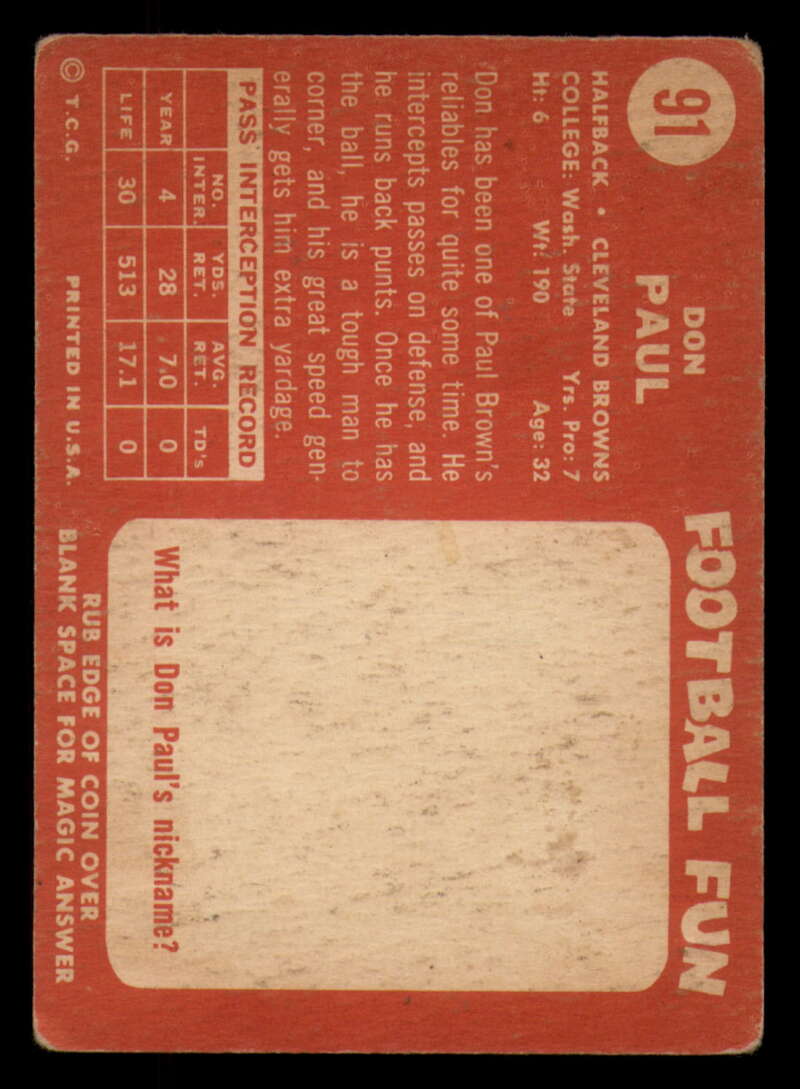 91
DON
PAUL
HALFBACK • CLEVELAND BROWNS
COLLEGE: Wash. State Yrs. Pro: 7
Ht: 6 Wt: 190 Age: 32
Don has been one of Paul Brown's
reliables for quite some time. He
intercepts passes on defense, and
he runs back punts. Once he has
the ball, he is a tough man to
corner, and his great speed gen-
erally gets him extra yardage.
PASS INTERCEPTION RECORD
NO. INTER. YDS. RET. AVG. RET. TD's
YEAR 4 28 7.0 0
LIFE 30 513 17.1 0
© T.C.G. PRINTED IN U.S.A.
FOOTBALL FUN
What is Don Paul's nickname?
RUB EDGE OF COIN OVER
BLANK SPACE FOR MAGIC ANSWER